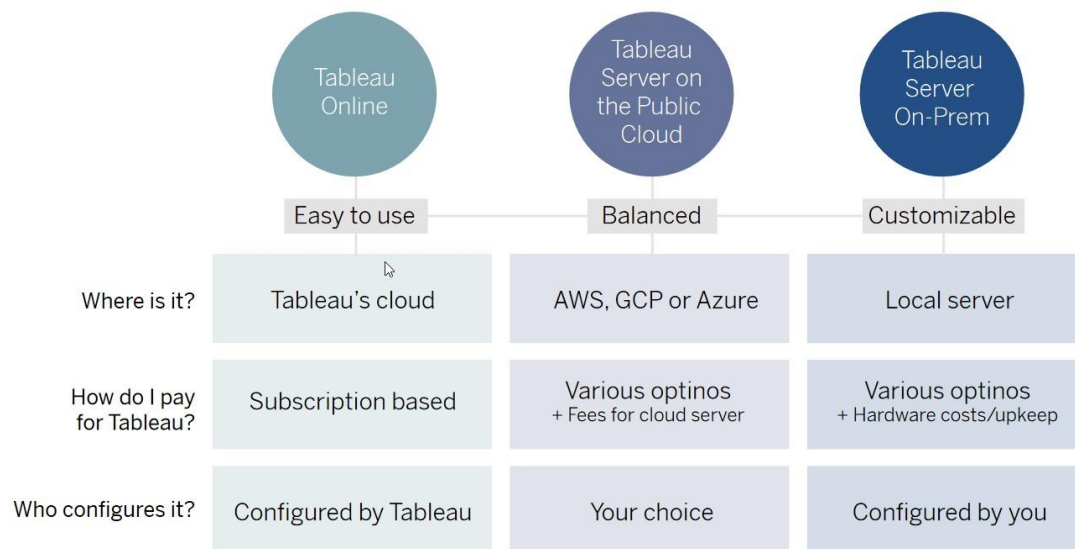 Tableau
Online
Tableau
Server on
the Public
Cloud
Tableau
Server
On-Prem
Easy to use
Balanced
Customizable
Where is it?
Tableau's cloud
AWS, GCP or Azure
Local server
How do I pay
for Tableau?
Subscription based
Various optinos
+ Fees for cloud server
Various optinos
+ Hardware costs/upkeep
Who configures it?
Configured by Tableau
Your choice
Configured by you